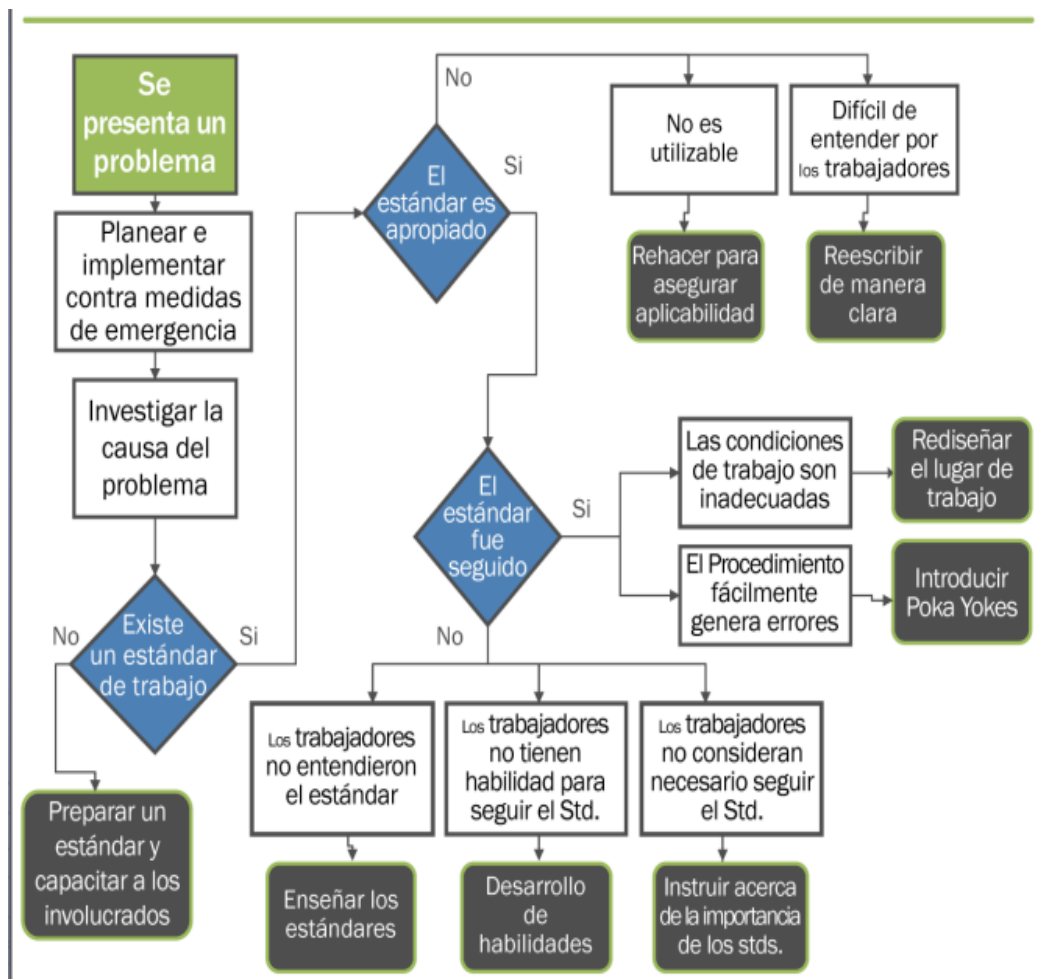 Se
presenta un
problema
Planear e
implementar
contra medidas
de emergencia
Investigar la
causa del
problema
No
Existe
un estándar
de trabajo
Si
Preparar un
estándar y
capacitar a los
involucrados
No
El
estándar es
apropiado
Si
No es
utilizable
Difícil de
entender por
los trabajadores
Rehacer para
asegurar
aplicabilidad
Reescribir
de manera
clara
El
estándar
fue
seguido
Si
No
Las condiciones
de trabajo son
inadecuadas
Rediseñar
el lugar de
trabajo
El Procedimiento
fácilmente
genera errores
Introducir
Poka Yokes
Los trabajadores
no entendieron
el estándar
Los trabajadores
no tienen
habilidad para
seguir el Std.
Los trabajadores
no consideran
necesario seguir
el Std.
Enseñar los
estándares
Desarrollo
de
habilidades
Instruir acerca
de la importancia
de los stds.